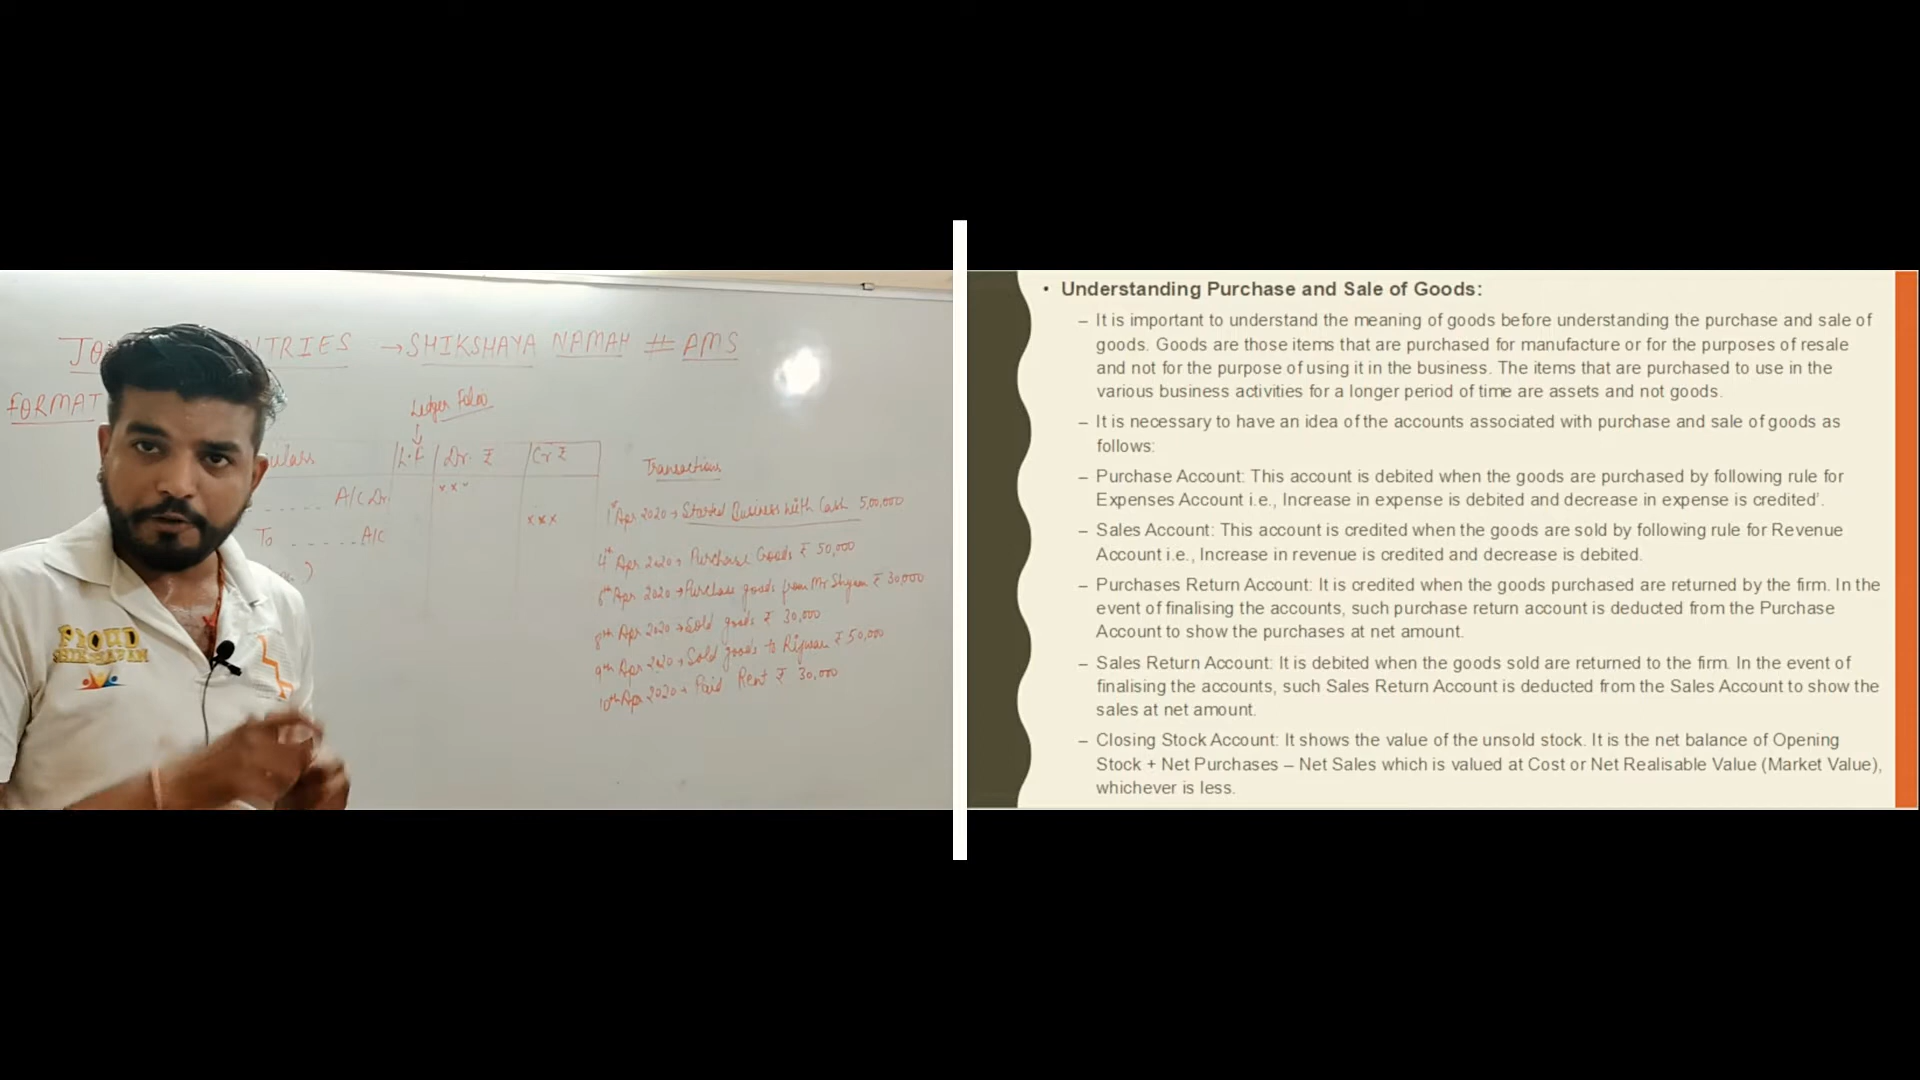 JO NTRIES → SHIKSHAYA NAMAH # AMS
FORMAT
Ledger Folio
ulars L.F Dr. ₹ Cr ₹
...... A/C Dr. x x x
To ...... A/C x x x
)
Transactions
1st Apr 2020 → Started Business with Cash 5,00,000
4th Apr 2020 → Purchase Goods ₹ 50,000
6th Apr 2020 → Purchase goods from Mr Shyam ₹ 30,000
8th Apr 2020 → Sold goods ₹ 30,000
9th Apr 2020 → Sold goods to Rizwan ₹ 50,000
10th Apr 2020 → Paid Rent ₹ 30,000
PROUD
SHIKSHAYAM
• Understanding Purchase and Sale of Goods:
– It is important to understand the meaning of goods before understanding the purchase and sale of
goods. Goods are those items that are purchased for manufacture or for the purposes of resale
and not for the purpose of using it in the business. The items that are purchased to use in the
various business activities for a longer period of time are assets and not goods.
– It is necessary to have an idea of the accounts associated with purchase and sale of goods as
follows:
– Purchase Account: This account is debited when the goods are purchased by following rule for
Expenses Account i.e., Increase in expense is debited and decrease in expense is credited’.
– Sales Account: This account is credited when the goods are sold by following rule for Revenue
Account i.e., Increase in revenue is credited and decrease is debited.
– Purchases Return Account: It is credited when the goods purchased are returned by the firm. In the
event of finalising the accounts, such purchase return account is deducted from the Purchase
Account to show the purchases at net amount.
– Sales Return Account: It is debited when the goods sold are returned to the firm. In the event of
finalising the accounts, such Sales Return Account is deducted from the Sales Account to show the
sales at net amount.
– Closing Stock Account: It shows the value of the unsold stock. It is the net balance of Opening
Stock + Net Purchases – Net Sales which is valued at Cost or Net Realisable Value (Market Value),
whichever is less.